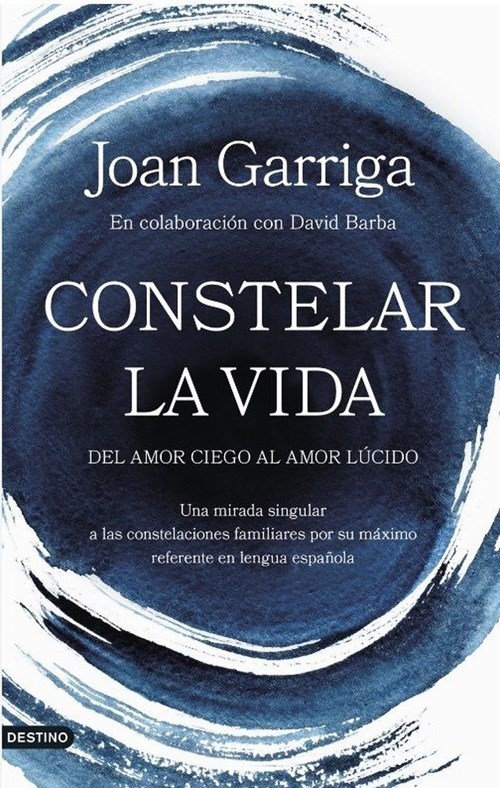 Joan Garriga
En colaboración con David Barba
CONSTELAR
LA VIDA
DEL AMOR CIEGO AL AMOR LÚCIDO
Una mirada singular
a las constelaciones familiares por su máximo
referente en lengua española
DESTINO